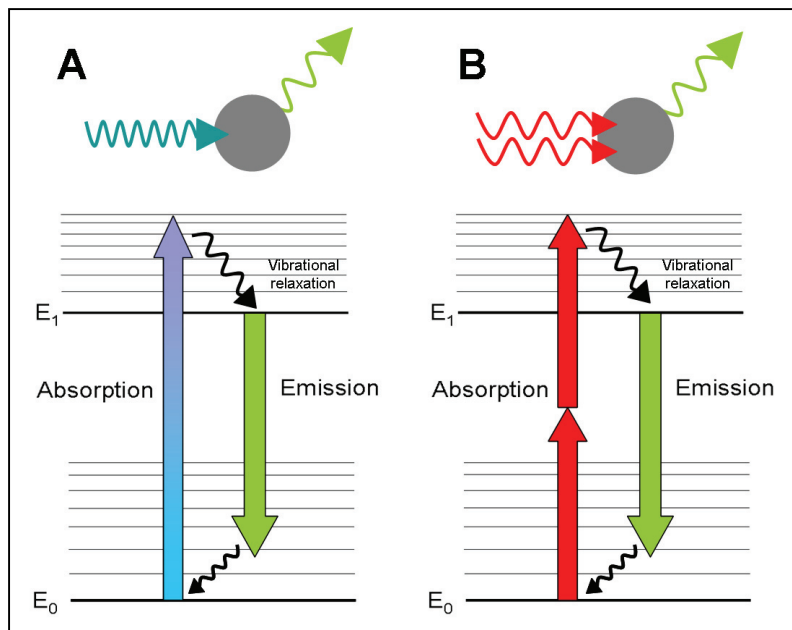 A
B
Vibrational
relaxation
Vibrational
relaxation
E1
E1
Absorption
Emission
Absorption
Emission
E0
E0